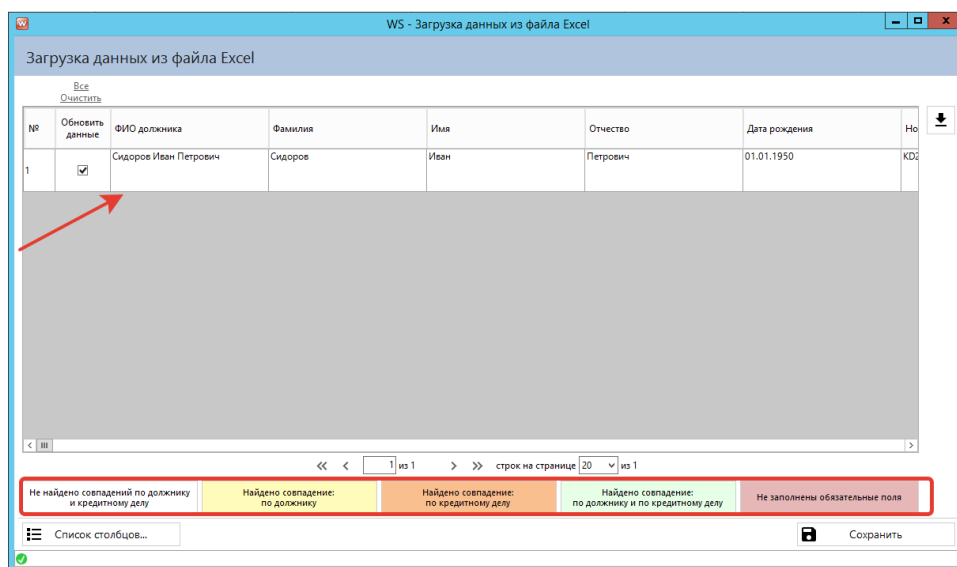 WS - Загрузка данных из файла Excel
Загрузка данных из файла Excel
Все
Очистить
№ Обновить данные ФИО должника Фамилия Имя Отчество Дата рождения Но
1 Сидоров Иван Петрович Сидоров Иван Петрович 01.01.1950 KD2
1 из 1 строк на странице 20 из 1
Не найдено совпадений по должнику и кредитному делу
Найдено совпадение: по должнику
Найдено совпадение: по кредитному делу
Найдено совпадение: по должнику и по кредитному делу
Не заполнены обязательные поля
Список столбцов... Сохранить